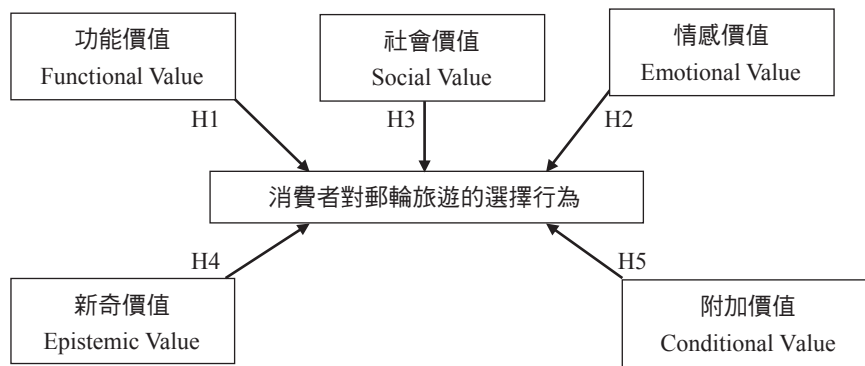 功能價值
Functional Value
社會價值
Social Value
情感價值
Emotional Value
H1
H3
H2
消費者對郵輪旅遊的選擇行為
H4
H5
新奇價值
Epistemic Value
附加價值
Conditional Value